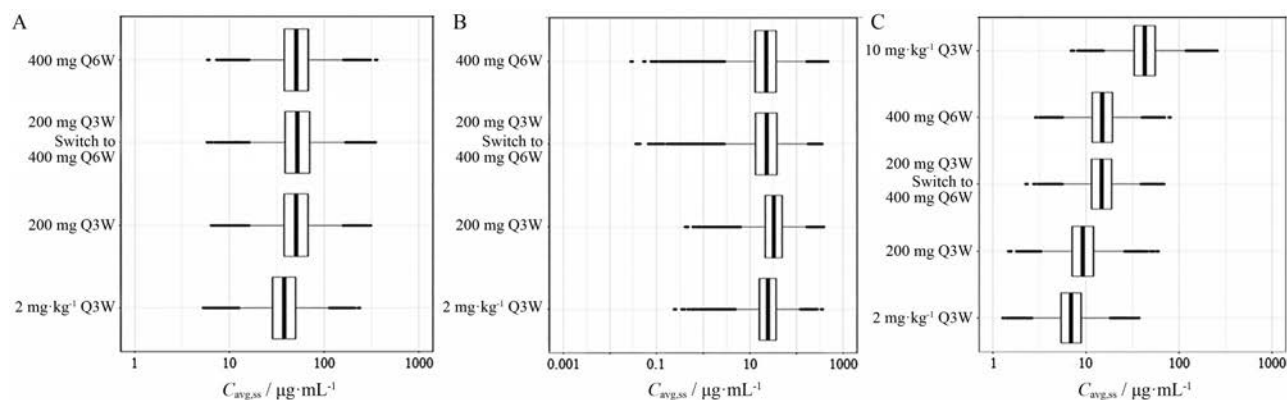 A
400 mg Q6W
200 mg Q3W
Switch to
400 mg Q6W
200 mg Q3W
2 mg·kg⁻¹ Q3W
1
10
100
1000
C_avg,ss / μg·mL⁻¹
B
400 mg Q6W
200 mg Q3W
Switch to
400 mg Q6W
200 mg Q3W
2 mg·kg⁻¹ Q3W
0.001
0.1
10
1000
C_avg,ss / μg·mL⁻¹
C
10 mg·kg⁻¹ Q3W
400 mg Q6W
200 mg Q3W
Switch to
400 mg Q6W
200 mg Q3W
2 mg·kg⁻¹ Q3W
1
10
100
1000
C_avg,ss / μg·mL⁻¹